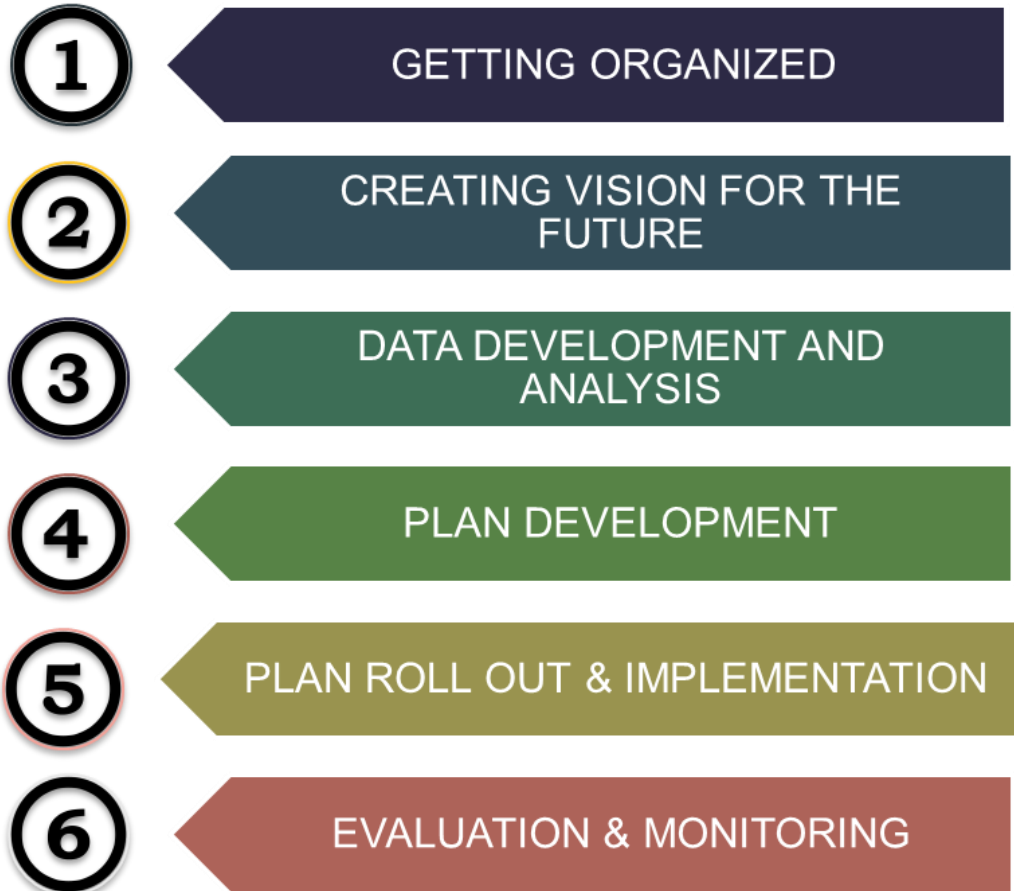 1
GETTING ORGANIZED
2
CREATING VISION FOR THE
FUTURE
3
DATA DEVELOPMENT AND
ANALYSIS
4
PLAN DEVELOPMENT
5
PLAN ROLL OUT & IMPLEMENTATION
6
EVALUATION & MONITORING